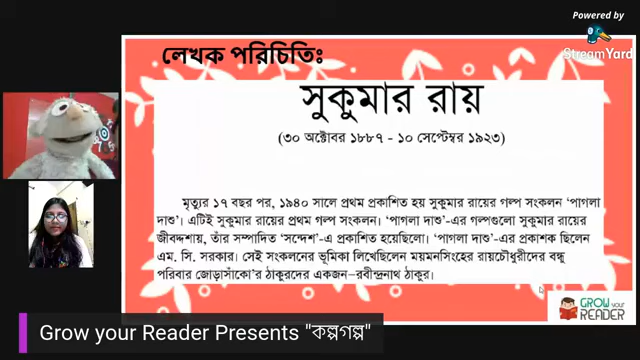 Powered by
StreamYard
লেখক পরিচিতিঃ
সুকুমার রায়
(৩০ অক্টোবর ১৮৮৭ - ১০ সেপ্টেম্বর ১৯২৩)
মৃত্যুর ১৭ বছর পর, ১৯৪০ সালে প্রথম প্রকাশিত হয় সুকুমার রায়ের গল্প সংকলন ‘পাগলা
দাশু’। এটিই সুকুমার রায়ের প্রথম গল্প সংকলন। ‘পাগলা দাশু’-এর গল্পগুলো সুকুমার রায়ের
জীবদ্দশায়, তাঁর সম্পাদিত ‘সন্দেশ’-এ প্রকাশিত হয়েছিলো। ‘পাগলা দাশু’-এর প্রকাশক ছিলেন
এম. সি. সরকার। সেই সংকলনের ভূমিকা লিখেছিলেন ময়মনসিংহের রায়চৌধুরীদের বন্ধু
পরিবার জোড়াসাঁকো’র ঠাকুরদের একজন–রবীন্দ্রনাথ ঠাকুর।
GROW your
READER
Grow your Reader Presents "কল্পগল্প"